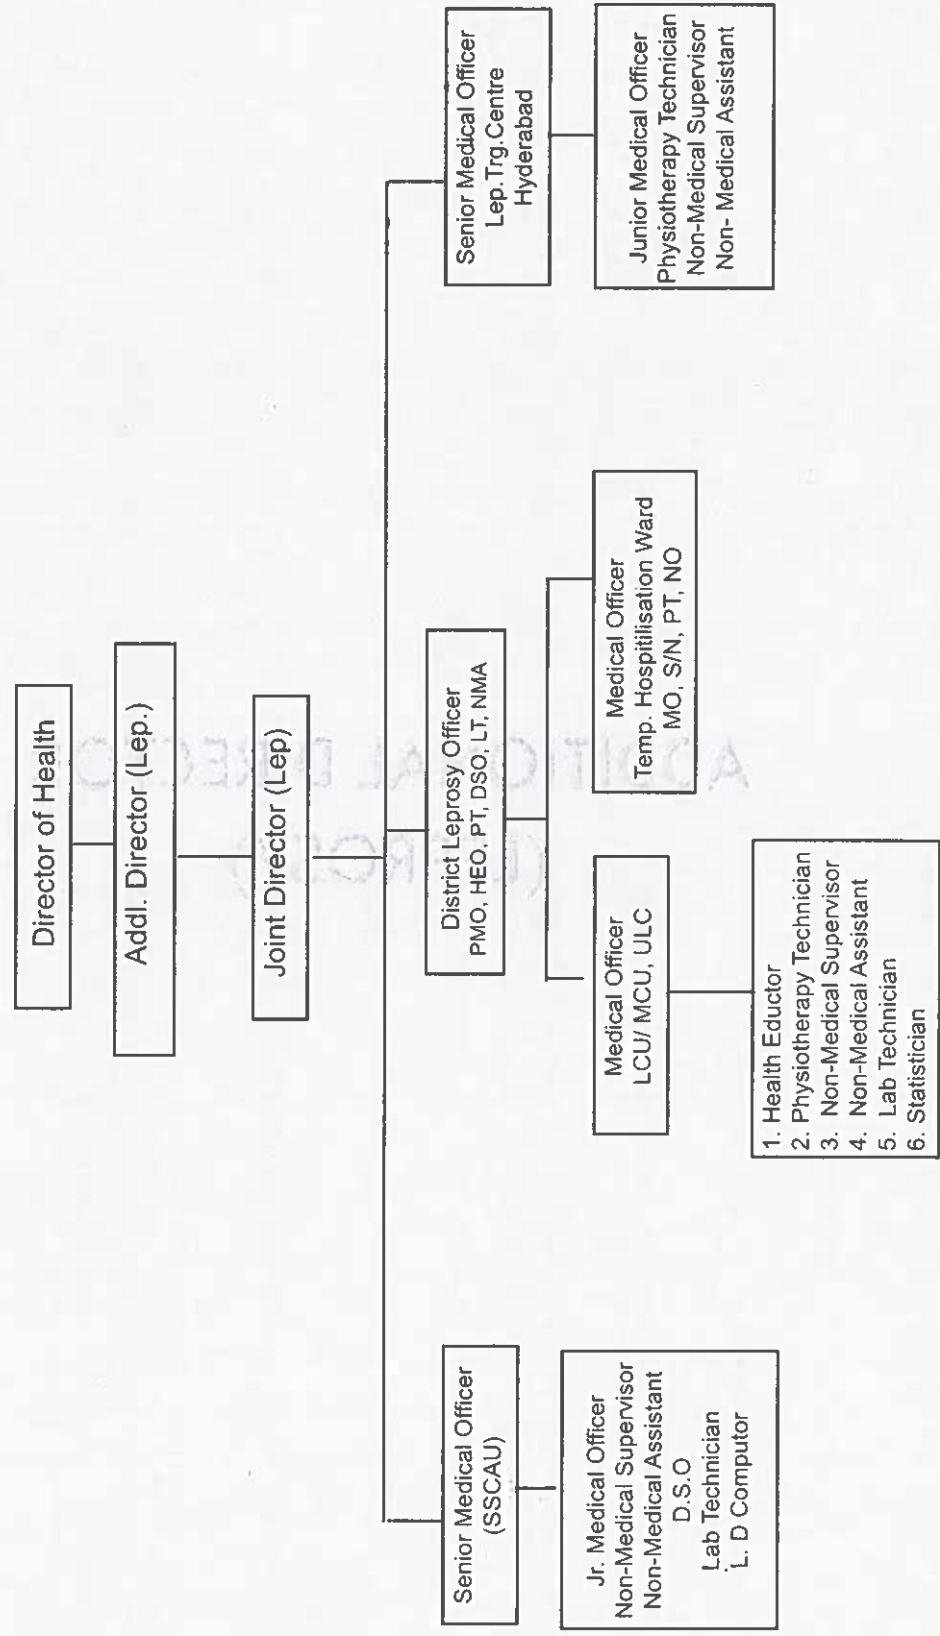 Director of Health
Addl. Director (Lep.)
Joint Director (Lep)
Senior Medical Officer
(SSCAU)
Jr. Medical Officer
Non-Medical Supervisor
Non-Medical Assistant
D.S.O
Lab Technician
L. D Computor
District Leprosy Officer
PMO, HEO, PT, DSO, LT, NMA
Medical Officer
LCU/ MCU, ULC
1. Health Eductor
2. Physiotherapy Technician
3. Non-Medical Supervisor
4. Non-Medical Assistant
5. Lab Technician
6. Statistician
Medical Officer
Temp. Hospitilisation Ward
MO, S/N, PT, NO
Senior Medical Officer
Lep.Trg.Centre
Hyderabad
Junior Medical Officer
Physiotherapy Technician
Non-Medical Supervisor
Non- Medical Assistant